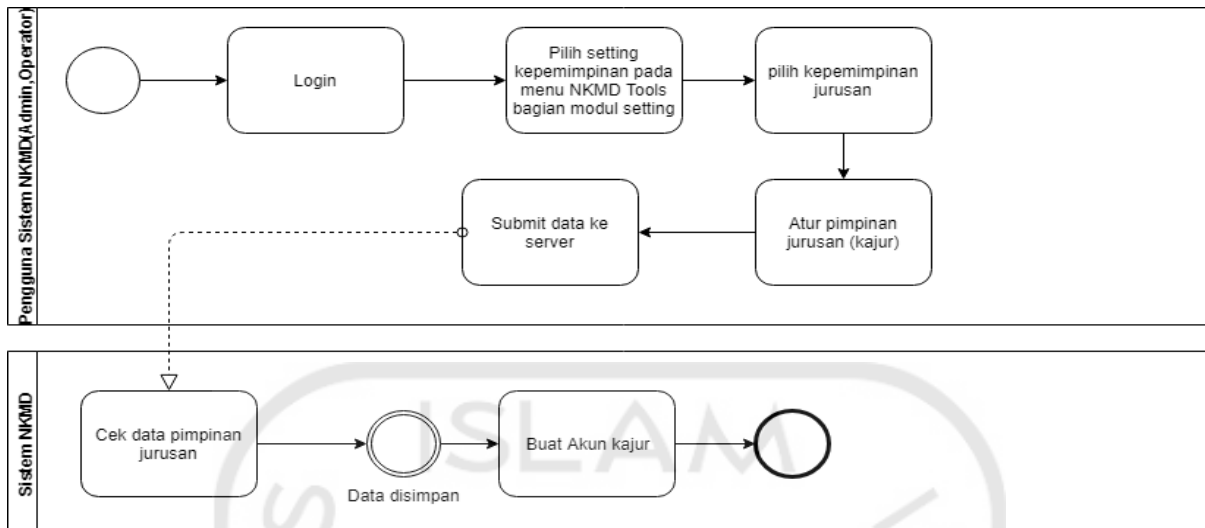 Pengguna Sistem NKMD(Admin,Operator)
Login
Pilih setting
kepemimpinan pada
menu NKMD Tools
bagian modul setting
pilih kepemimpinan
jurusan
Submit data ke
server
Atur pimpinan
jurusan (kajur)
Sistem NKMD
Cek data pimpinan
jurusan
Data disimpan
Buat Akun kajur
ISLAM